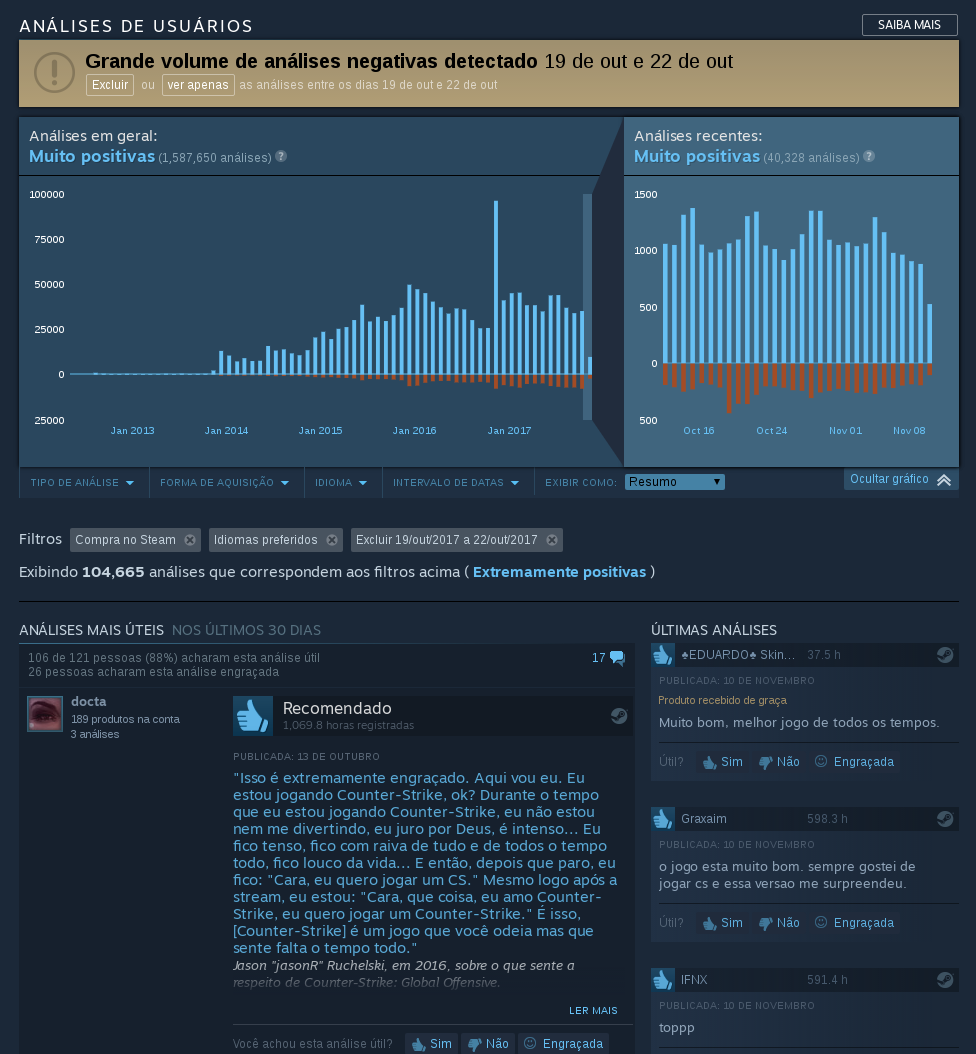 ANÁLISES DE USUÁRIOS
SAIBA MAIS
Grande volume de análises negativas detectado 19 de out e 22 de out
Excluir ou ver apenas as análises entre os dias 19 de out e 22 de out
Análises em geral:
Muito positivas (1,587,650 análises) ?
100000
75000
50000
25000
0
25000
Jan 2013 Jan 2014 Jan 2015 Jan 2016 Jan 2017
Análises recentes:
Muito positivas (40,328 análises) ?
1500
1000
500
0
500
Oct 16 Oct 24 Nov 01 Nov 08
TIPO DE ANÁLISE FORMA DE AQUISIÇÃO IDIOMA INTERVALO DE DATAS EXIBIR COMO: Resumo
Ocultar gráfico
Filtros Compra no Steam Idiomas preferidos Excluir 19/out/2017 a 22/out/2017
Exibindo 104,665 análises que correspondem aos filtros acima ( Extremamente positivas )
ANÁLISES MAIS ÚTEIS NOS ÚLTIMOS 30 DIAS
106 de 121 pessoas (88%) acharam esta análise útil
26 pessoas acharam esta análise engraçada
17
docta
189 produtos na conta
3 análises
Recomendado
1,069.8 horas registradas
PUBLICADA: 13 DE OUTUBRO
"Isso é extremamente engraçado. Aqui vou eu. Eu
estou jogando Counter-Strike, ok? Durante o tempo
que eu estou jogando Counter-Strike, eu não estou
nem me divertindo, eu juro por Deus, é intenso... Eu
fico tenso, fico com raiva de tudo e de todos o tempo
todo, fico louco da vida... E então, depois que paro, eu
fico: "Cara, eu quero jogar um CS." Mesmo logo após a
stream, eu estou: "Cara, que coisa, eu amo Counter-
Strike, eu quero jogar um Counter-Strike." É isso,
[Counter-Strike] é um jogo que você odeia mas que
sente falta o tempo todo."
Jason "jasonR" Ruchelski, em 2016, sobre o que sente a
respeito de Counter-Strike: Global Offensive.
LER MAIS
Você achou esta análise útil? Sim Não Engraçada
ÚLTIMAS ANÁLISES
♣EDUARDO♣ Skin... 37.5 h
PUBLICADA: 10 DE NOVEMBRO
Produto recebido de graça
Muito bom, melhor jogo de todos os tempos.
Útil? Sim Não Engraçada
Graxaim 598.3 h
PUBLICADA: 10 DE NOVEMBRO
o jogo esta muito bom. sempre gostei de
jogar cs e essa versao me surpreendeu.
Útil? Sim Não Engraçada
IFNX 591.4 h
PUBLICADA: 10 DE NOVEMBRO
toppp